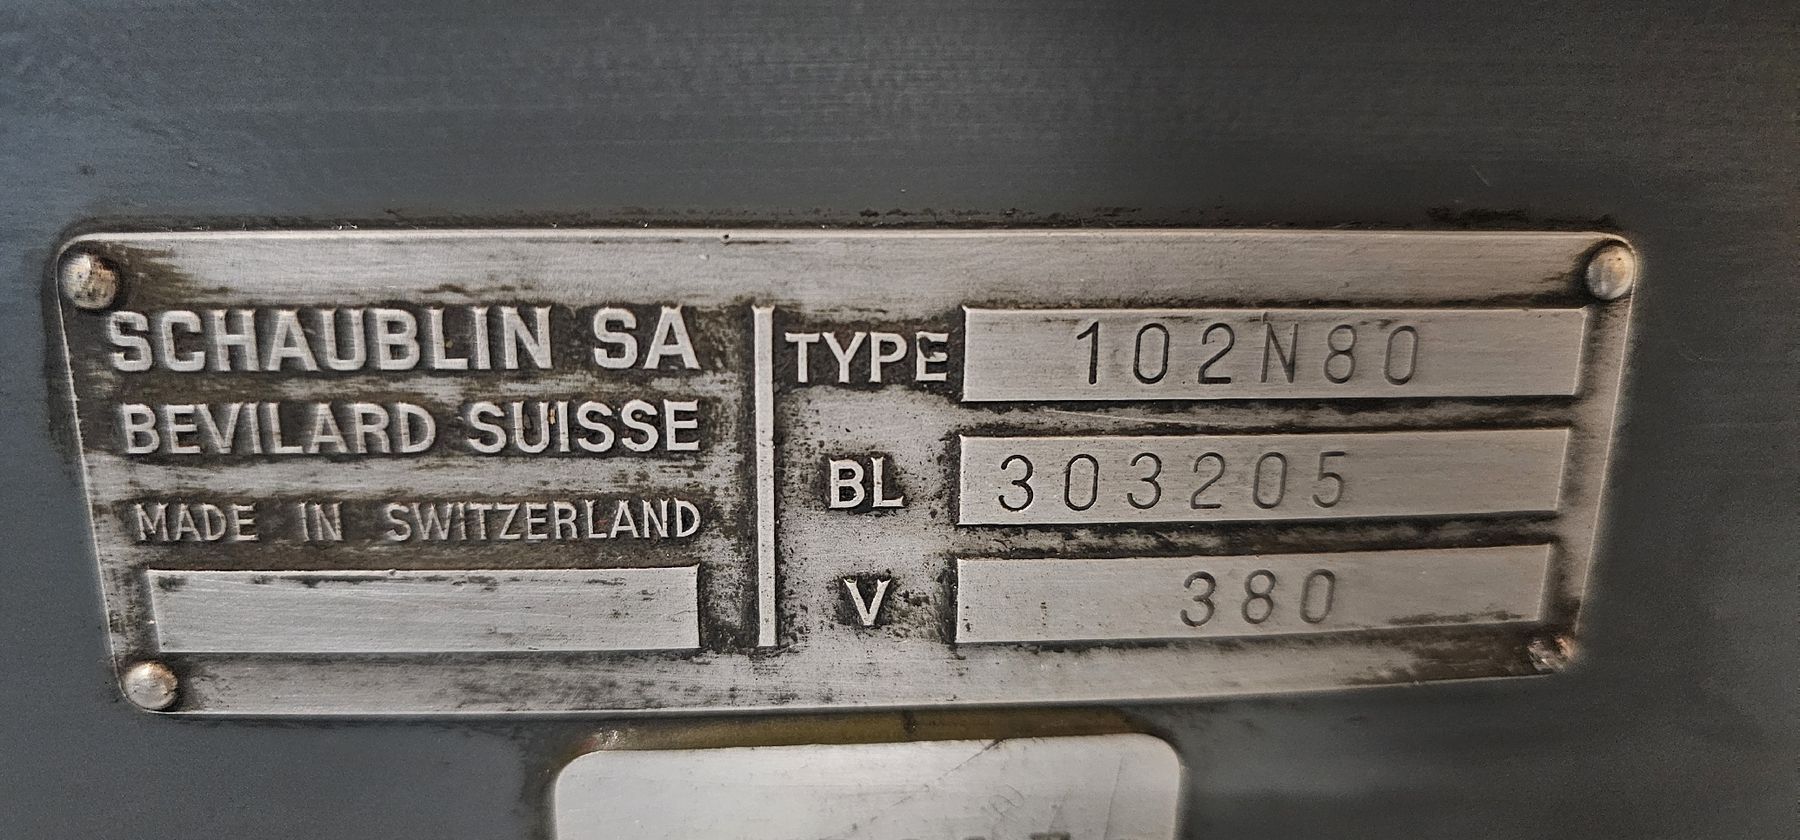 SCHAUBLIN SA
BEVILARD SUISSE
MADE IN SWITZERLAND
TYPE 102N80
BL 303205
V 380